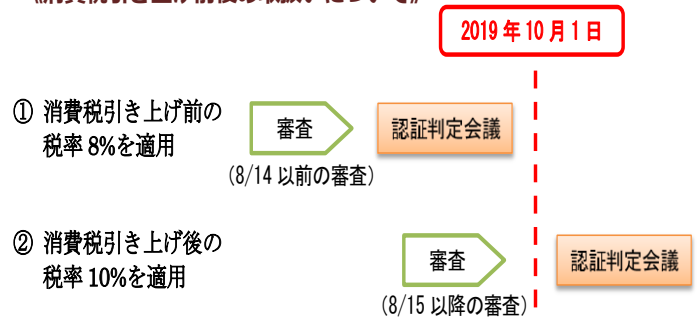 2019年10月1日
① 消費税引き上げ前の
税率8%を適用
審査
認証判定会議
(8/14以前の審査)
② 消費税引き上げ後の
税率10%を適用
審査
認証判定会議
(8/15以降の審査)